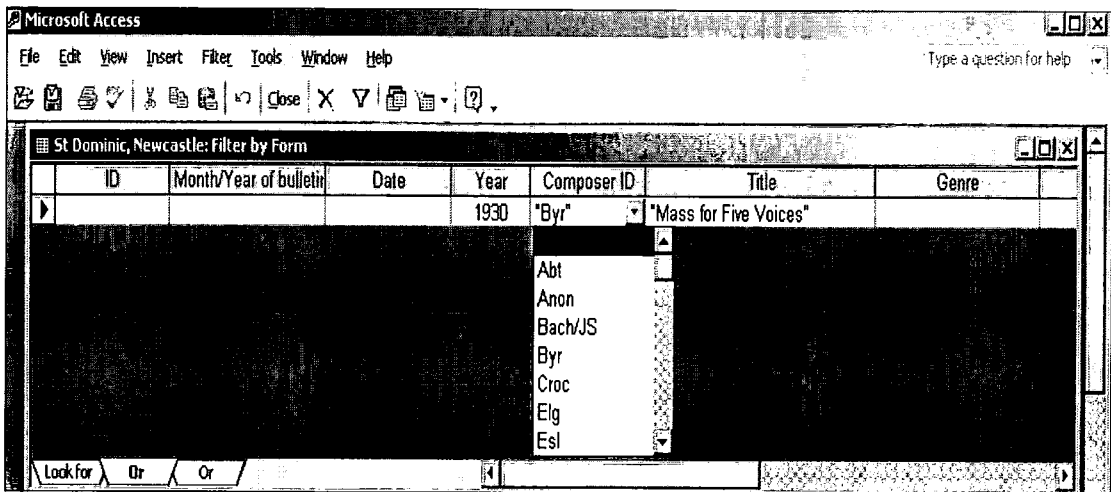 Microsoft Access
File Edit View Insert Filter Tools Window Help Type a question for help
Close
St Dominic, Newcastle: Filter by Form
ID Month/Year of bulletin Date Year Composer ID Title Genre
1930 "Byr" "Mass for Five Voices"
Abt
Anon
Bach/JS
Byr
Croc
Elg
Esl
Look for Or Or